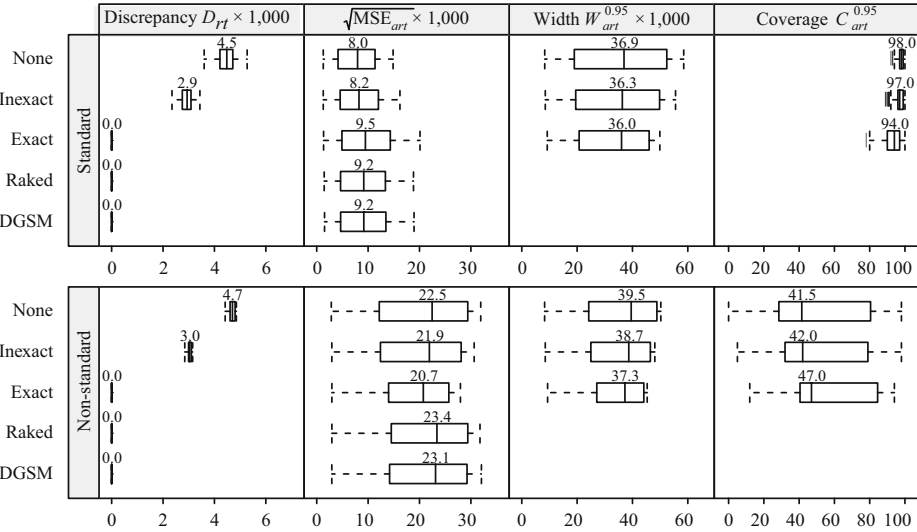 Discrepancy D_rt × 1,000 √MSE_art × 1,000 Width W_art^0.95 × 1,000 Coverage C_art^0.95
Standard
None 4.5 8.0 36.9 98.0
Inexact 2.9 8.2 36.3 97.0
Exact 0.0 9.5 36.0 94.0
Raked 0.0 9.2
DGSM 0.0 9.2
0 2 4 6 0 10 20 30 0 20 40 60 0 20 40 60 80 100
Non-standard
None 4.7 22.5 39.5 41.5
Inexact 3.0 21.9 38.7 42.0
Exact 0.0 20.7 37.3 47.0
Raked 0.0 23.4
DGSM 0.0 23.1
0 2 4 6 0 10 20 30 0 20 40 60 0 20 40 60 80 100